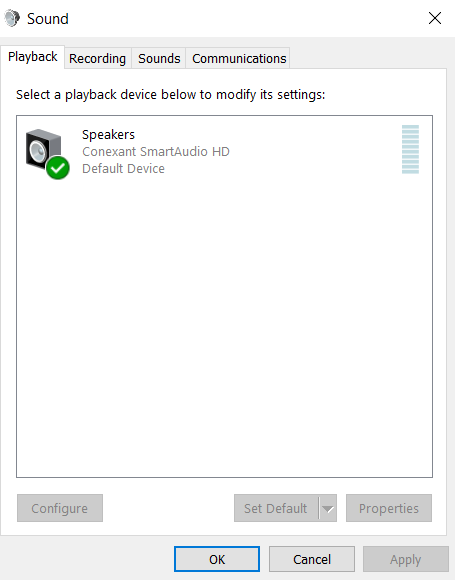 Sound
Playback Recording Sounds Communications
Select a playback device below to modify its settings:
Speakers
Conexant SmartAudio HD
Default Device
Configure Set Default Properties
OK Cancel Apply